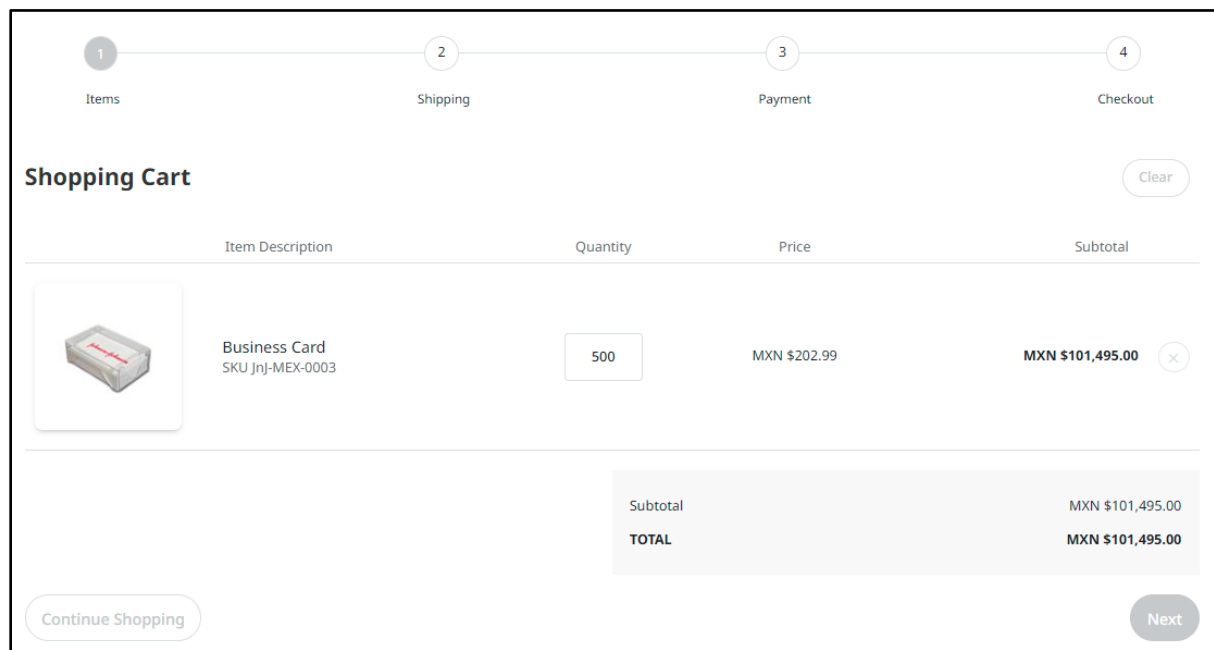 1 2 3 4
Items Shipping Payment Checkout
Shopping Cart Clear
Item Description Quantity Price Subtotal
Johnson & Johnson
Business Card
SKU JnJ-MEX-0003
500 MXN $202.99 MXN $101,495.00 ×
Subtotal MXN $101,495.00
TOTAL MXN $101,495.00
Continue Shopping Next